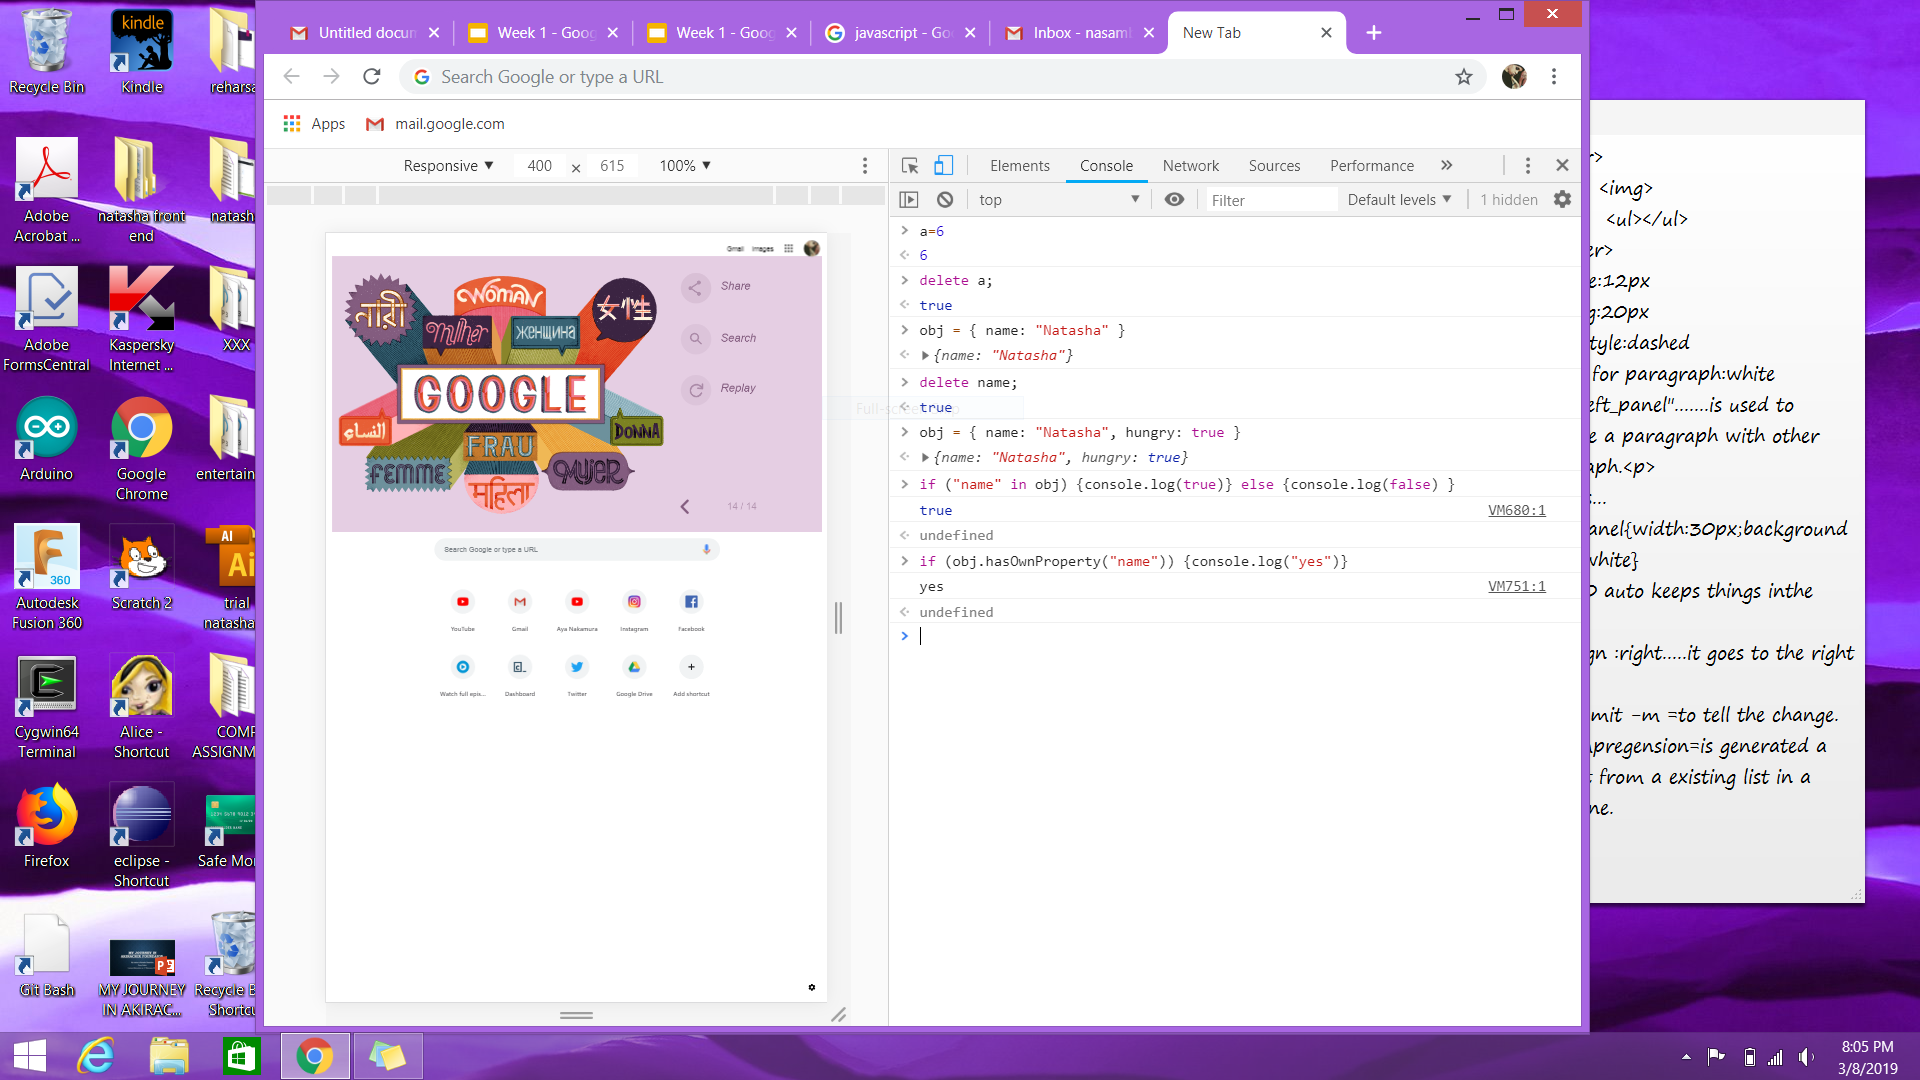 Untitled docun
Week 1 - Goog
Week 1 - Goog
javascript - Go
Inbox - nasaml
New Tab
Search Google or type a URL
Apps
mail.google.com
Responsive
400
×
615
100%
Elements
Console
Network
Sources
Performance
»
top
Filter
Default levels
1 hidden
a=6
6
delete a;
true
obj = { name: "Natasha" }
{name: "Natasha"}
delete name;
true
obj = { name: "Natasha", hungry: true }
{name: "Natasha", hungry: true}
if ("name" in obj) {console.log(true)} else {console.log(false) }
true
VM680:1
undefined
if (obj.hasOwnProperty("name")) {console.log("yes")}
yes
VM751:1
undefined
Gmail
Images
नारी
WOMAN
女性
mulher
женщина
GOOGLE
النساء
FRAU
DONNA
FEMME
महिला
MUJER
Share
Search
Replay
14 / 14
Search Google or type a URL
YouTube
Gmail
Aya Nakamura
Instagram
Facebook
Watch full epis...
Dashboard
Twitter
Google Drive
Add shortcut
Recycle Bin
Kindle
kindle
reharsa
Adobe
Acrobat ...
natasha front
end
natash
Adobe
FormsCentral
Kaspersky
Internet ...
XXX
Arduino
Google
Chrome
entertain
360
Autodesk
Fusion 360
Scratch 2
Ai
Ai
trial
natasha
Cygwin64
Terminal
Alice -
Shortcut
COMP
ASSIGNM
Firefox
eclipse -
Shortcut
Safe Mon
Git Bash
MY JOURNEY
IN AKIRAC...
Recycle B
Shortcu
r>
<img>
<ul></ul>
er>
e:12px
g:20px
tyle:dashed
for paragraph:white
eft_panel".......is used to
e a paragraph with other
aph.<p>
...
anel{width:30px;background
white}
0 auto keeps things inthe
gn :right.....it goes to the right
mit -m =to tell the change.
pregension=is generated a
t from a existing list in a
ne.
8:05 PM
3/8/2019